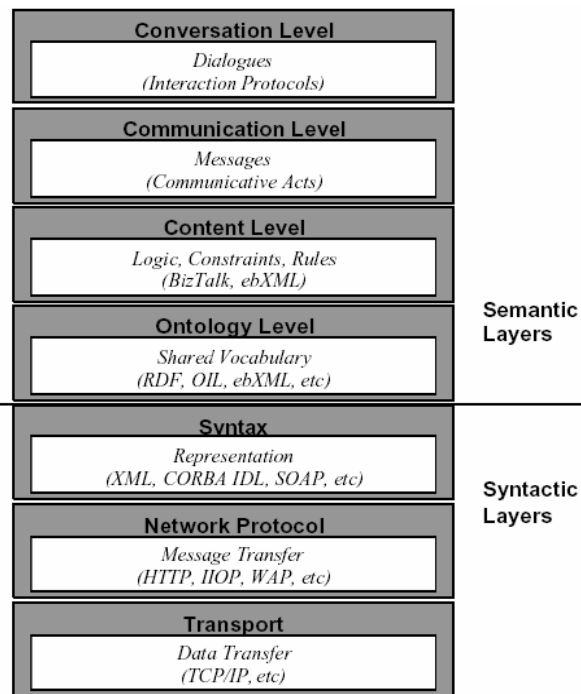 Conversation Level
Dialogues
(Interaction Protocols)
Communication Level
Messages
(Communicative Acts)
Content Level
Logic, Constraints, Rules
(BizTalk, ebXML)
Ontology Level
Shared Vocabulary
(RDF, OIL, ebXML, etc)
Semantic
Layers
Syntax
Representation
(XML, CORBA IDL, SOAP, etc)
Network Protocol
Message Transfer
(HTTP, IIOP, WAP, etc)
Syntactic
Layers
Transport
Data Transfer
(TCP/IP, etc)